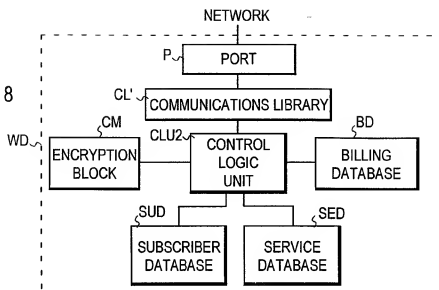 NETWORK
P
PORT
8
CL'
COMMUNICATIONS LIBRARY
CM
CLU2
BD
WD
ENCRYPTION
BLOCK
CONTROL
LOGIC
UNIT
BILLING
DATABASE
SUD
SED
SUBSCRIBER
DATABASE
SERVICE
DATABASE